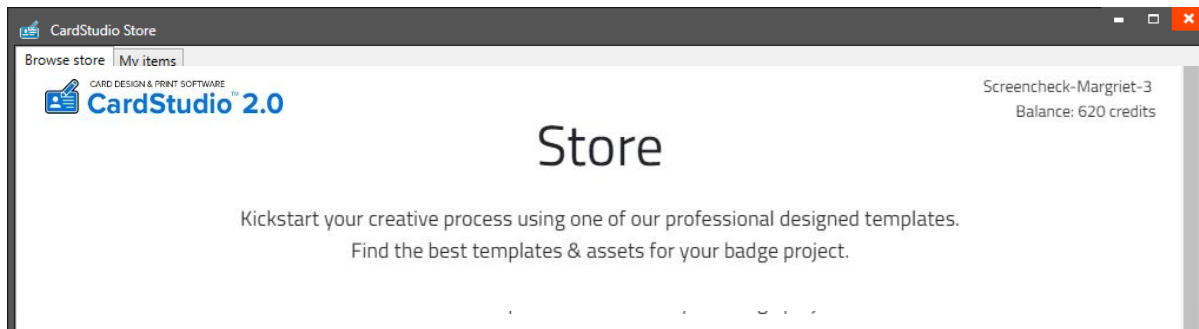 CardStudio Store
Browse store
My items
CARD DESIGN & PRINT SOFTWARE
CardStudio™ 2.0
Screencheck-Margriet-3
Balance: 620 credits
Store
Kickstart your creative process using one of our professional designed templates.
Find the best templates & assets for your badge project.